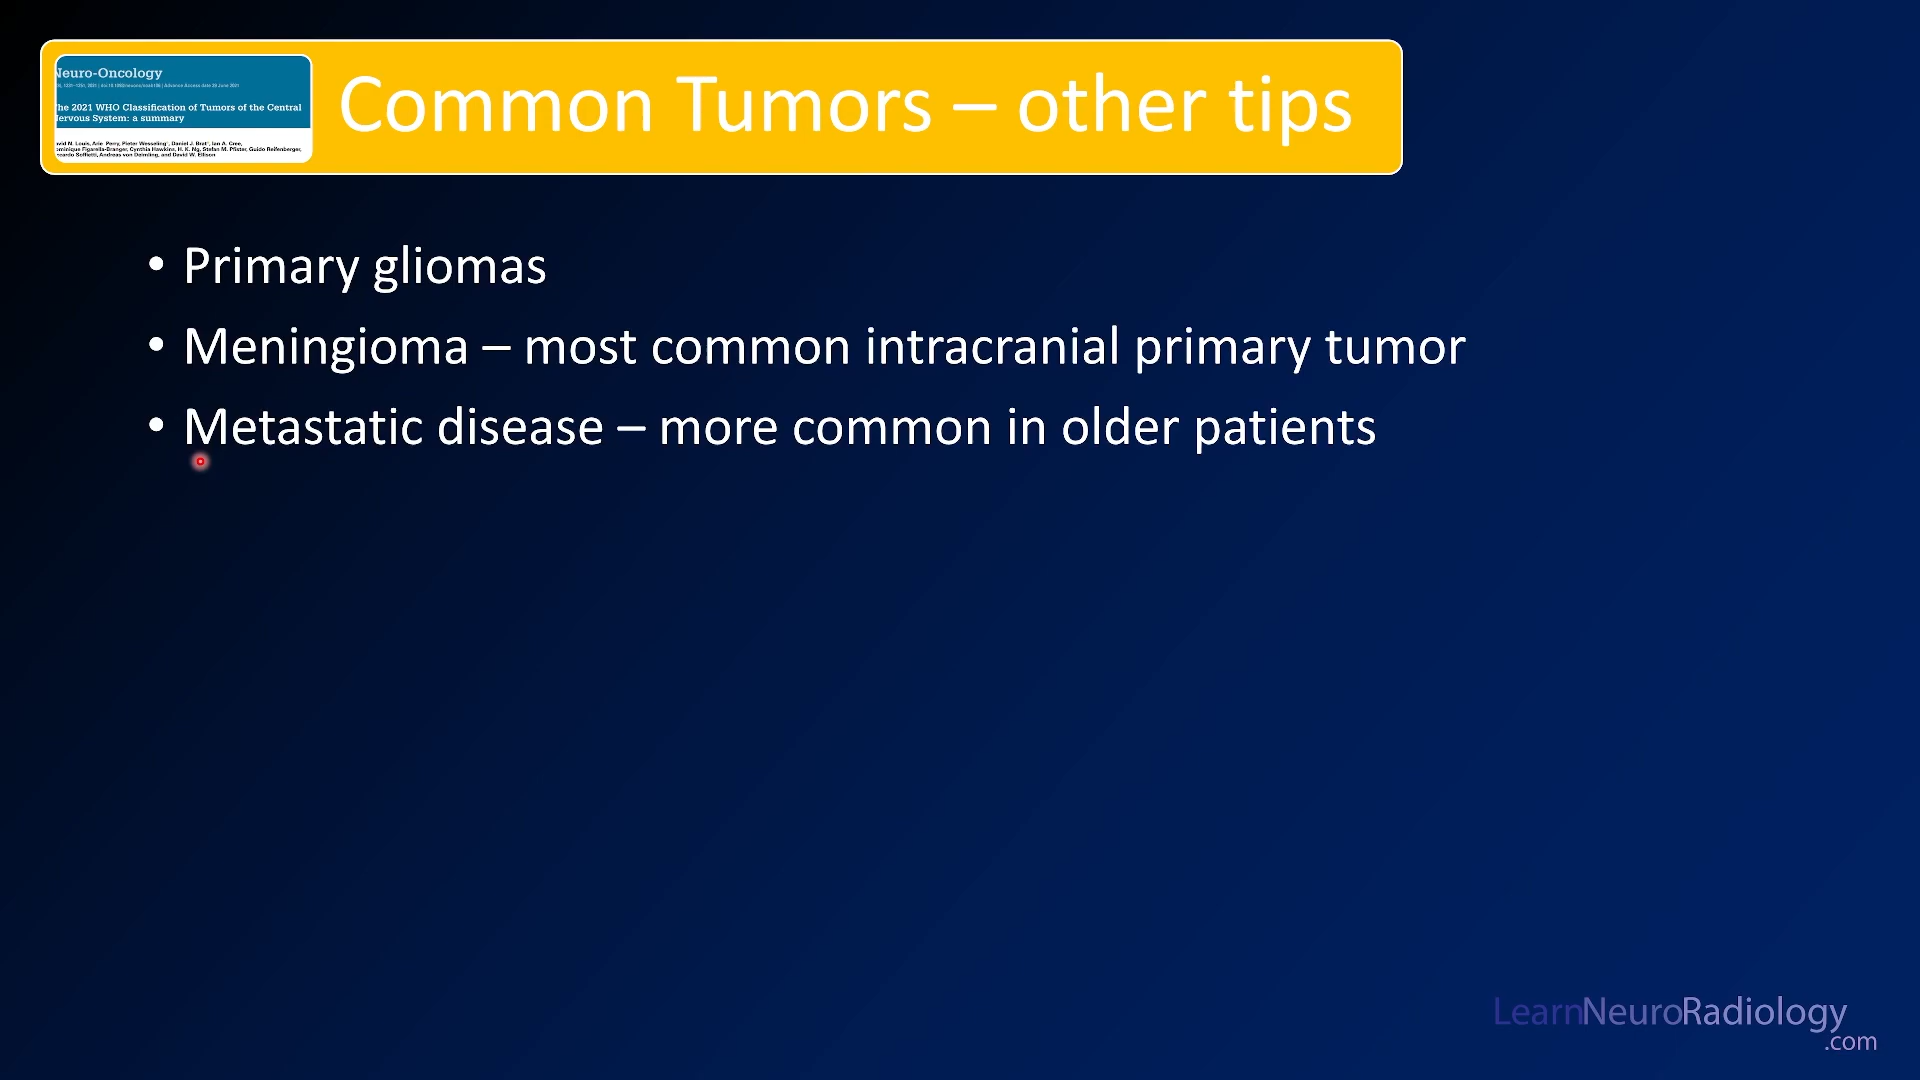 Neuro-Oncology
The 2021 WHO Classification of Tumors of the Central
Nervous System: a summary
Common Tumors – other tips
• Primary gliomas
• Meningioma – most common intracranial primary tumor
• Metastatic disease – more common in older patients
LearnNeuroRadiology
.com